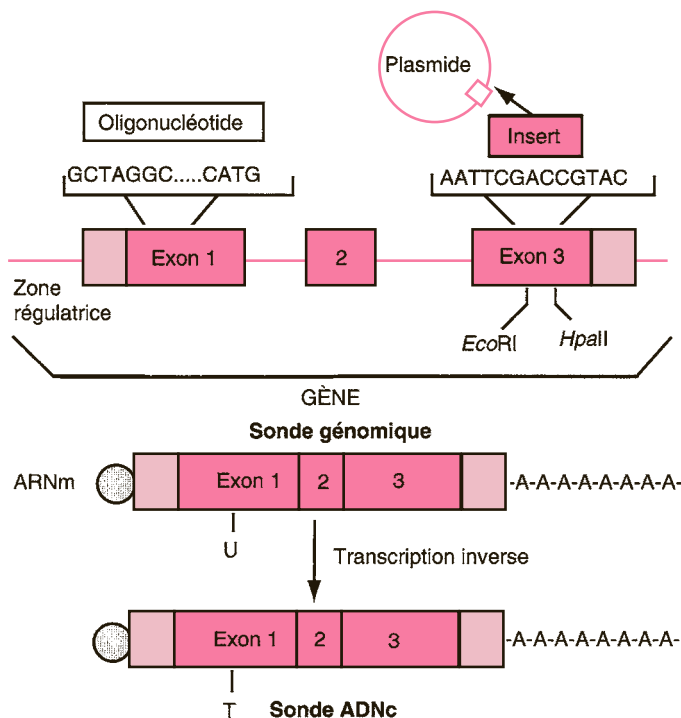 Plasmide
Oligonucléotide
Insert
GCTAGGC.....CATG
AATTCGACCGTAC
Exon 1
2
Exon 3
Zone
régulatrice
EcoRI
HpaII
GÈNE
Sonde génomique
ARNm
Exon 1
2
3
-A-A-A-A-A-A-A-A-
U
Transcription inverse
Exon 1
2
3
-A-A-A-A-A-A-A-A-
T
Sonde ADNc